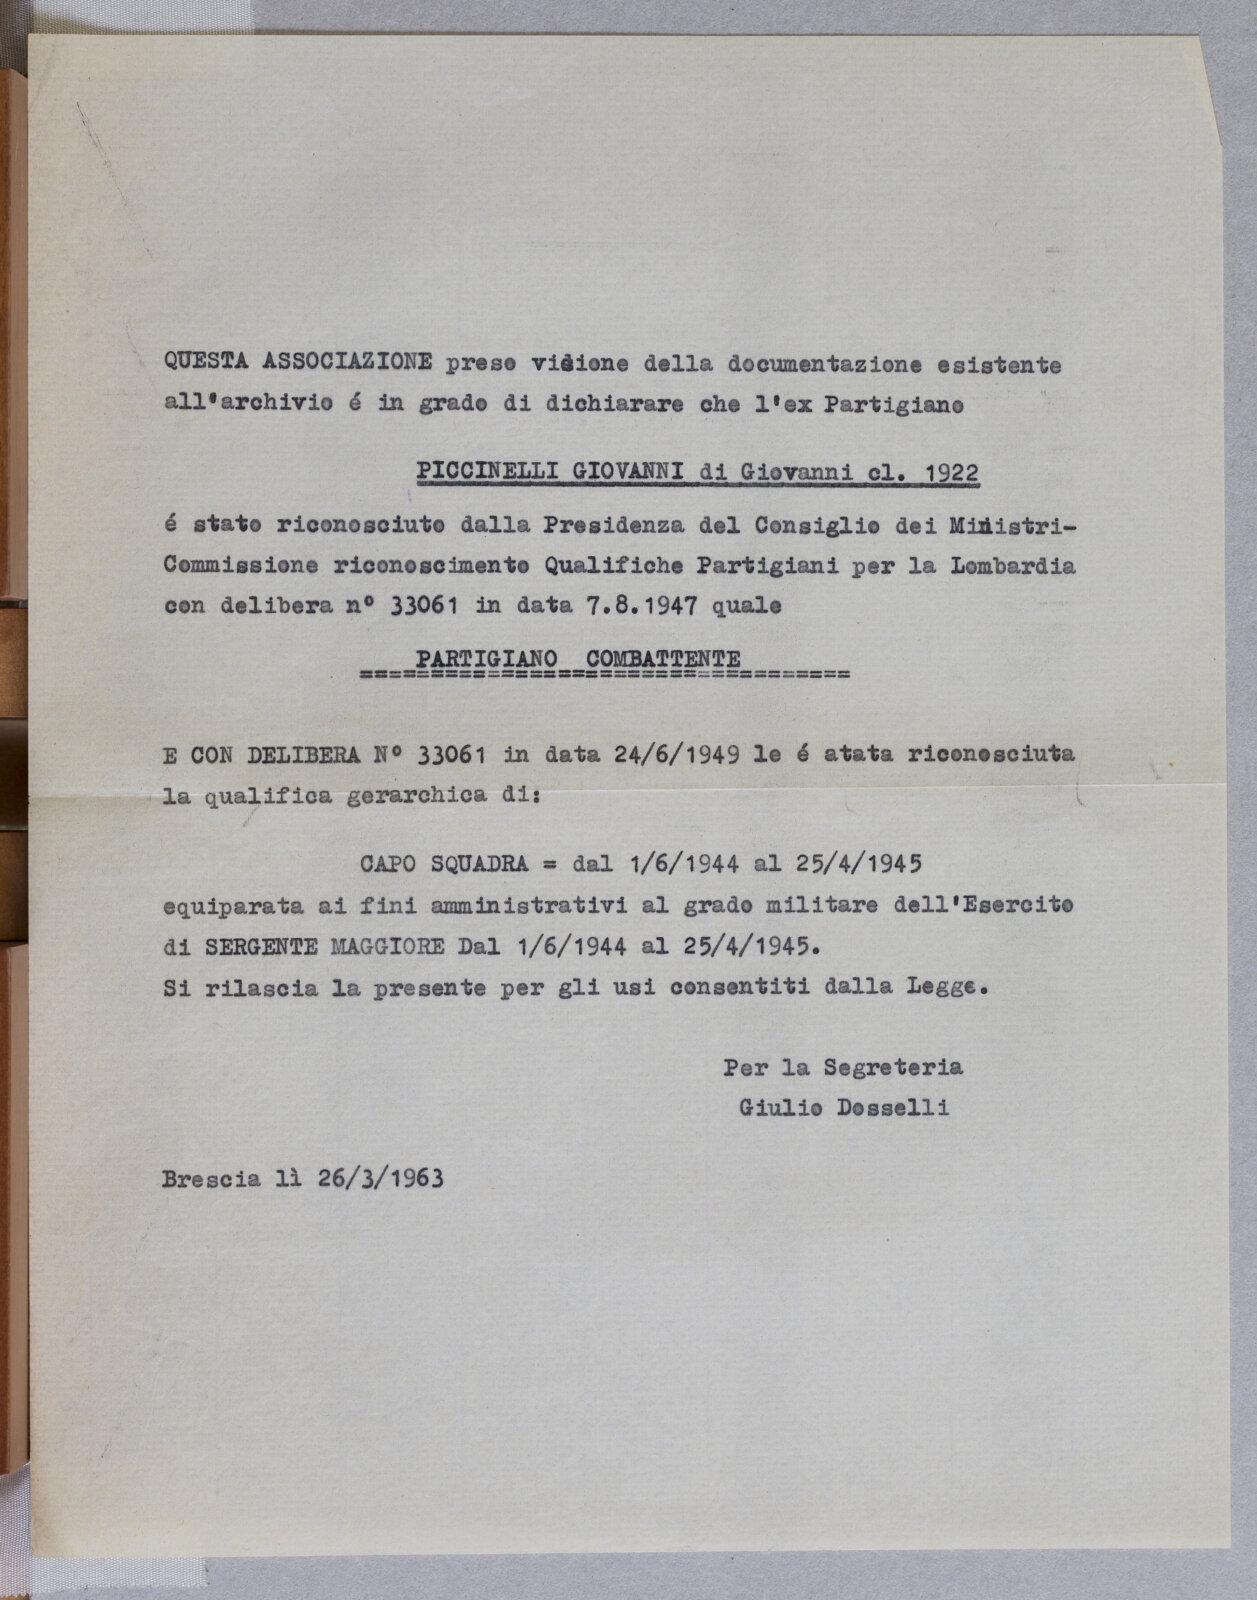 QUESTA ASSOCIAZIONE preso visione della documentazione esistente
all'archivio é in grado di dichiarare che l'ex Partigiano
PICCINELLI GIOVANNI di Giovanni cl. 1922
é stato riconosciuto dalla Presidenza del Consiglio dei Ministri-
Commissione riconoscimento Qualifiche Partigiani per la Lombardia
con delibera n° 33061 in data 7.8.1947 quale
PARTIGIANO COMBATTENTE
===================================
E CON DELIBERA N° 33061 in data 24/6/1949 le é atata riconosciuta
la qualifica gerarchica di:
CAPO SQUADRA = dal 1/6/1944 al 25/4/1945
equiparata ai fini amministrativi al grado militare dell'Esercito
di SERGENTE MAGGIORE Dal 1/6/1944 al 25/4/1945.
Si rilascia la presente per gli usi consentiti dalla Legge.
Per la Segreteria
Giulio Dosselli
Brescia lì 26/3/1963